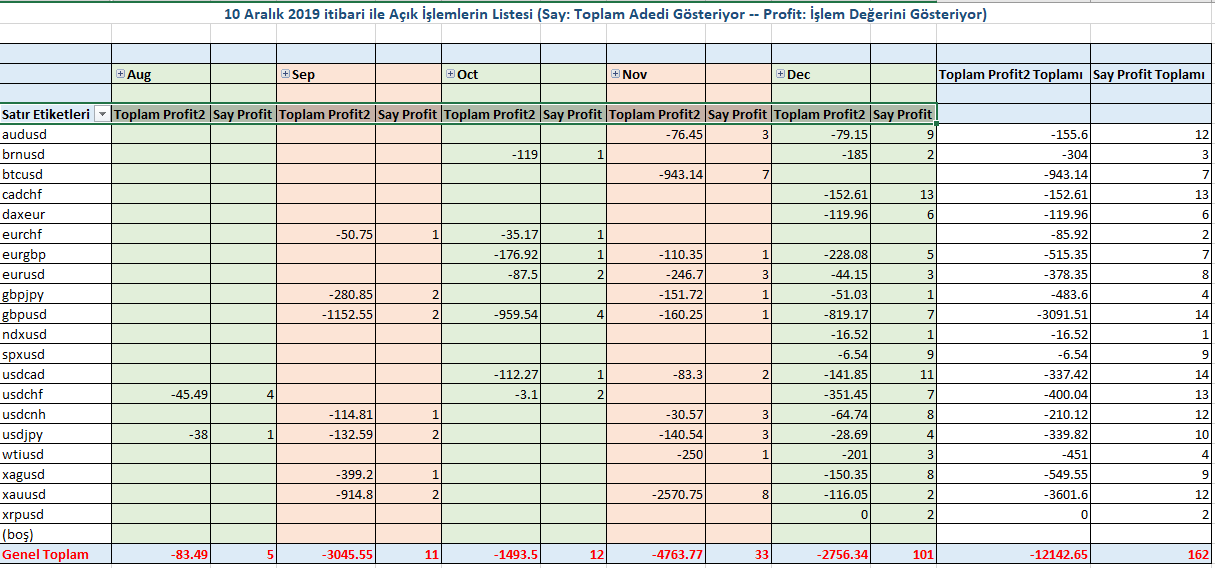 10 Aralık 2019 itibari ile Açık İşlemlerin Listesi (Say: Toplam Adedi Gösteriyor -- Profit: İşlem Değerini Gösteriyor)
Aug Sep Oct Nov Dec Toplam Profit2 Toplamı Say Profit Toplamı
Satır Etiketleri Toplam Profit2 Say Profit Toplam Profit2 Say Profit Toplam Profit2 Say Profit Toplam Profit2 Say Profit Toplam Profit2 Say Profit
audusd -76.45 3 -79.15 9 -155.6 12
brnusd -119 1 -185 2 -304 3
btcusd -943.14 7 -943.14 7
cadchf -152.61 13 -152.61 13
daxeur -119.96 6 -119.96 6
eurchf -50.75 1 -35.17 1 -85.92 2
eurgbp -176.92 1 -110.35 1 -228.08 5 -515.35 7
eurusd -87.5 2 -246.7 3 -44.15 3 -378.35 8
gbpjpy -280.85 2 -151.72 1 -51.03 1 -483.6 4
gbpusd -1152.55 2 -959.54 4 -160.25 1 -819.17 7 -3091.51 14
ndxusd -16.52 1 -16.52 1
spxusd -6.54 9 -6.54 9
usdcad -112.27 1 -83.3 2 -141.85 11 -337.42 14
usdchf -45.49 4 -3.1 2 -351.45 7 -400.04 13
usdcnh -114.81 1 -30.57 3 -64.74 8 -210.12 12
usdjpy -38 1 -132.59 2 -140.54 3 -28.69 4 -339.82 10
wtiusd -250 1 -201 3 -451 4
xagusd -399.2 1 -150.35 8 -549.55 9
xauusd -914.8 2 -2570.75 8 -116.05 2 -3601.6 12
xrpusd 0 2 0 2
(boş)
Genel Toplam -83.49 5 -3045.55 11 -1493.5 12 -4763.77 33 -2756.34 101 -12142.65 162